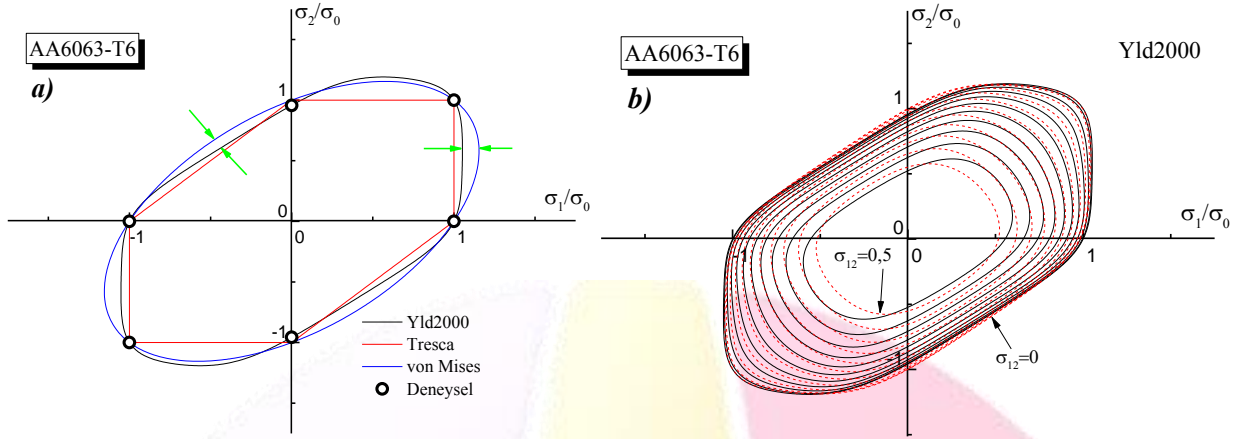 σ2/σ0
AA6063-T6
a)
1
σ1/σ0
0
-1
0
1
-1
Yld2000
Tresca
von Mises
Deneysel
σ2/σ0
AA6063-T6
Yld2000
b)
1
σ1/σ0
0
-1
0
1
σ12=0,5
-1
σ12=0